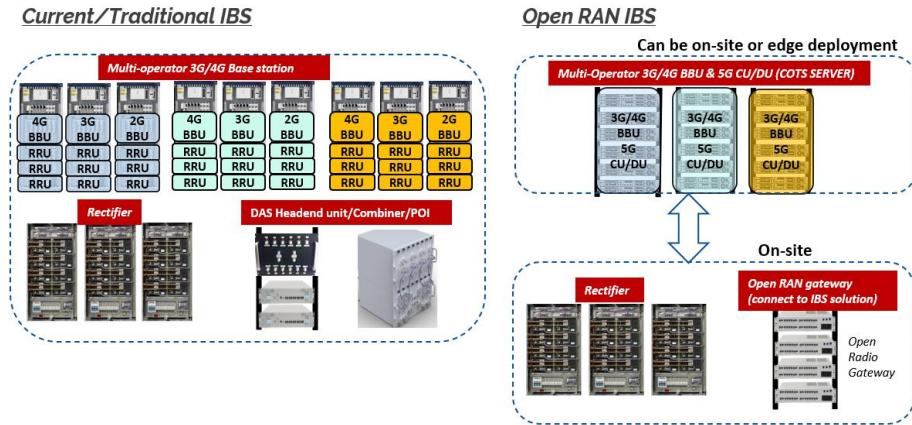 Current/Traditional IBS
Multi-operator 3G/4G Base station
4G BBU
3G BBU
2G BBU
4G BBU
3G BBU
2G BBU
4G BBU
3G BBU
2G BBU
RRU RRU RRU RRU RRU RRU RRU RRU RRU
RRU RRU RRU RRU RRU RRU RRU RRU RRU
RRU RRU RRU RRU RRU RRU RRU RRU RRU
Rectifier
DAS Headend unit/Combiner/POI
Open RAN IBS
Can be on-site or edge deployment
Multi-Operator 3G/4G BBU & 5G CU/DU (COTS SERVER)
3G/4G
BBU
5G
CU/DU
3G/4G
BBU
5G
CU/DU
3G/4G
BBU
5G
CU/DU
On-site
Rectifier
Open RAN gateway
(connect to IBS solution)
Open
Radio
Gateway